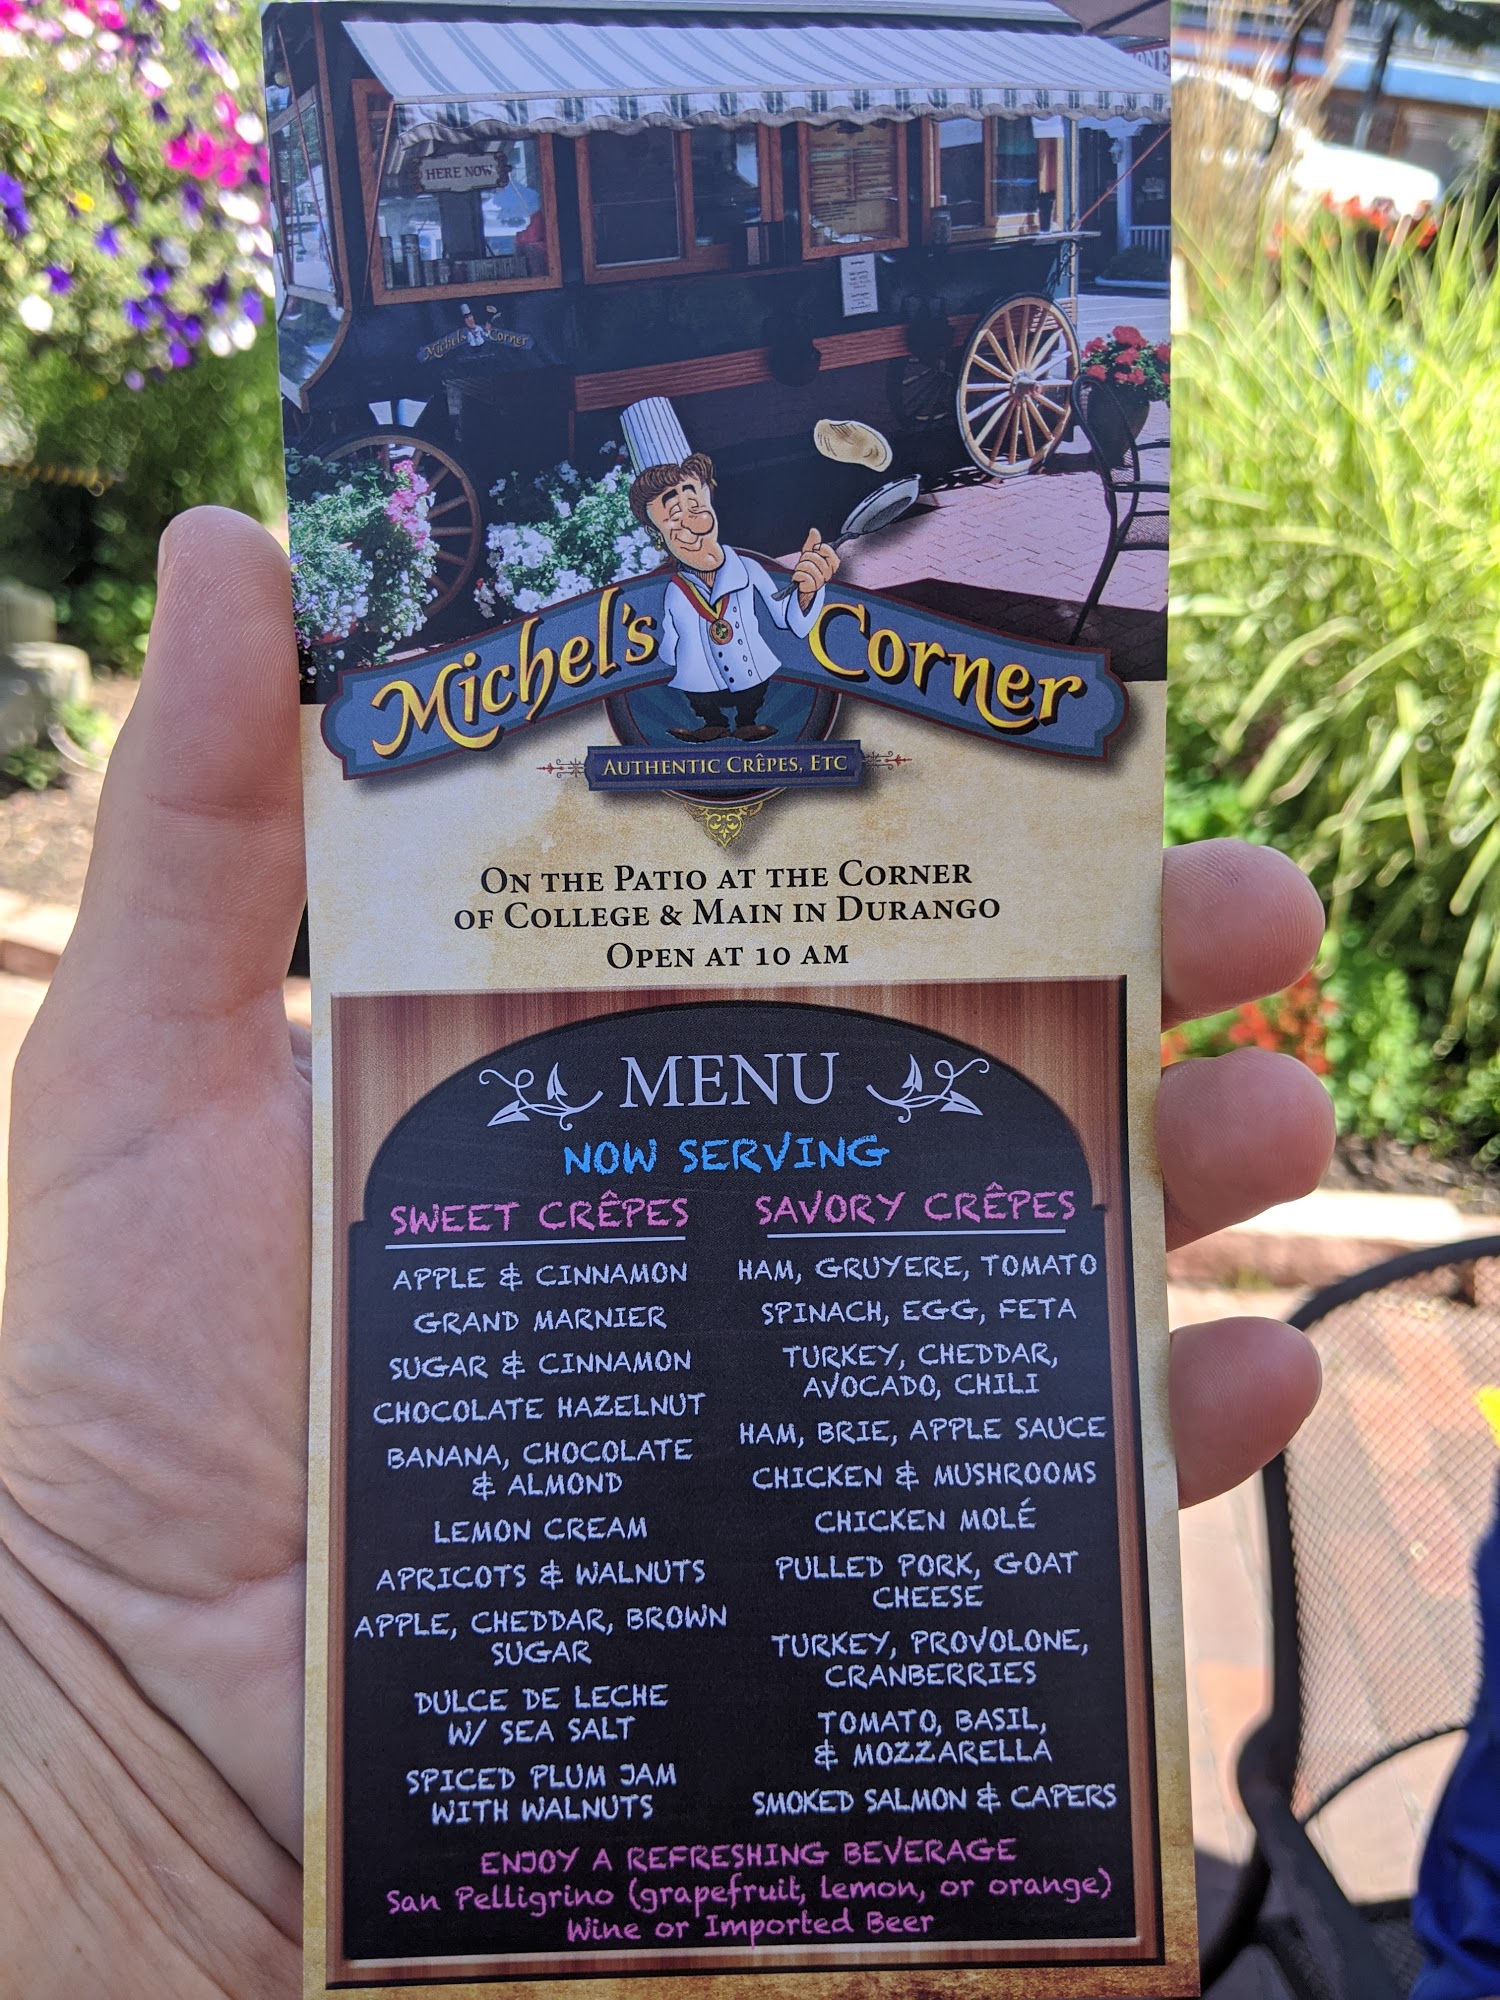 HERE NOW
Michel's Corner
Michel's Corner
AUTHENTIC CRÊPES, ETC
ON THE PATIO AT THE CORNER
OF COLLEGE & MAIN IN DURANGO
OPEN AT 10 AM
MENU
NOW SERVING
SWEET CRÊPES
APPLE & CINNAMON
GRAND MARNIER
SUGAR & CINNAMON
CHOCOLATE HAZELNUT
BANANA, CHOCOLATE
& ALMOND
LEMON CREAM
APRICOTS & WALNUTS
APPLE, CHEDDAR, BROWN
SUGAR
DULCE DE LECHE
W/ SEA SALT
SPICED PLUM JAM
WITH WALNUTS
SAVORY CRÊPES
HAM, GRUYERE, TOMATO
SPINACH, EGG, FETA
TURKEY, CHEDDAR,
AVOCADO, CHILI
HAM, BRIE, APPLE SAUCE
CHICKEN & MUSHROOMS
CHICKEN MOLÉ
PULLED PORK, GOAT
CHEESE
TURKEY, PROVOLONE,
CRANBERRIES
TOMATO, BASIL,
& MOZZARELLA
SMOKED SALMON & CAPERS
ENJOY A REFRESHING BEVERAGE
San Pelligrino (grapefruit, lemon, or orange)
Wine or Imported Beer